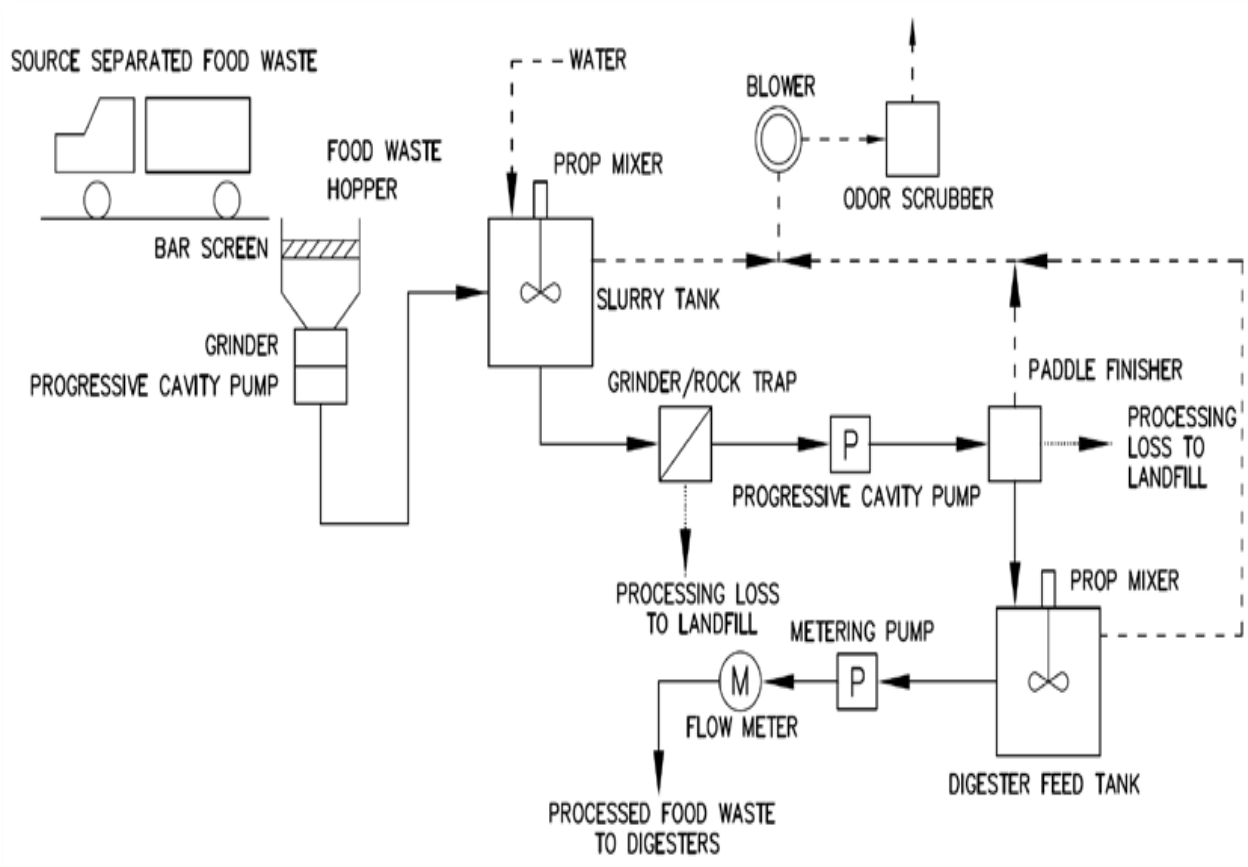 SOURCE SEPARATED FOOD WASTE
WATER
BLOWER
FOOD WASTE
HOPPER
PROP MIXER
ODOR SCRUBBER
BAR SCREEN
SLURRY TANK
GRINDER
PROGRESSIVE CAVITY PUMP
GRINDER/ROCK TRAP
PADDLE FINISHER
P
PROGRESSIVE CAVITY PUMP
PROCESSING
LOSS TO
LANDFILL
PROCESSING LOSS
TO LANDFILL
PROP MIXER
METERING PUMP
M
P
FLOW METER
DIGESTER FEED TANK
PROCESSED FOOD WASTE
TO DIGESTERS